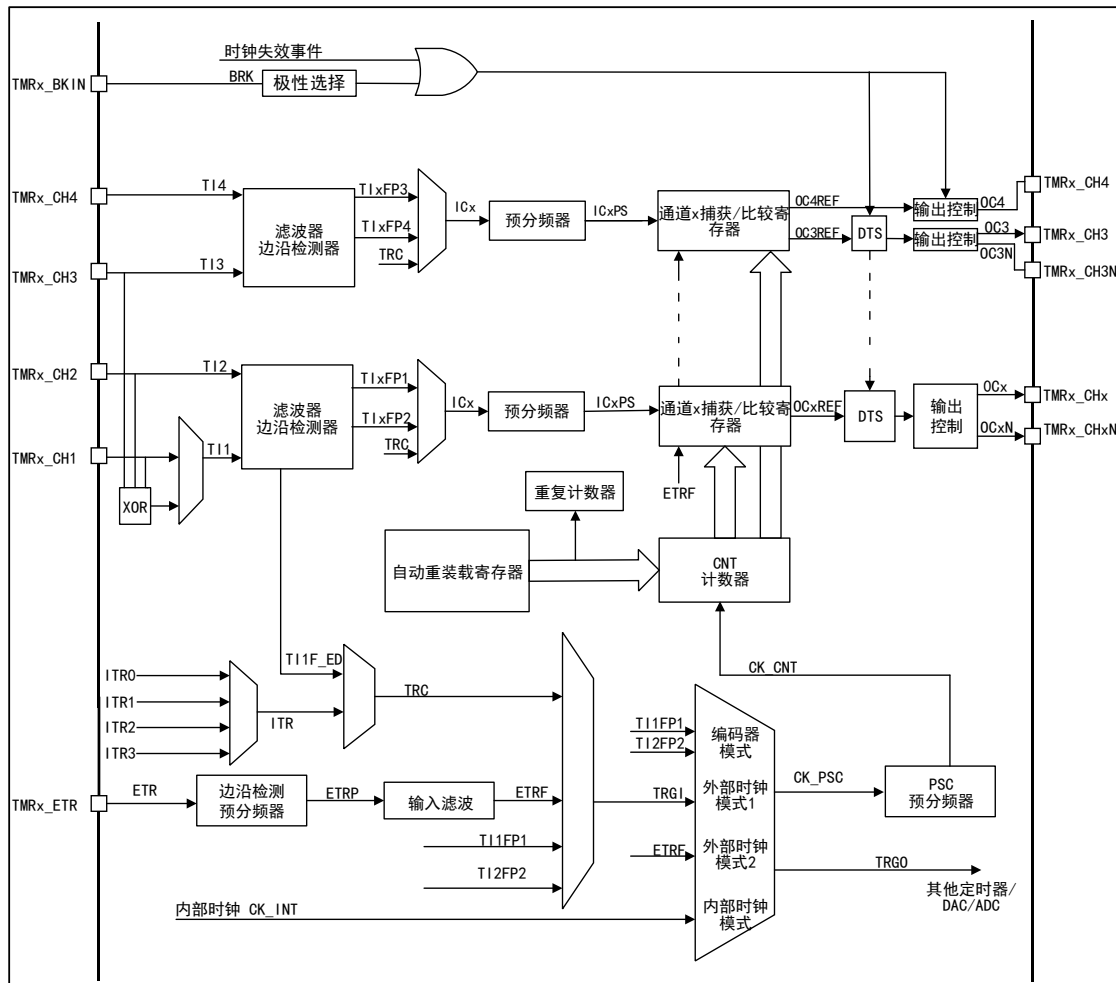 时钟失效事件
TMRx_BKIN
BRK
极性选择
TMRx_CH4
TI4
TIxFP3
滤波器
边沿检测器
ICx
预分频器
ICxPS
通道x捕获/比较寄
存器
OC4REF
输出控制
OC4
TMRx_CH4
TIxFP4
TRC
OC3REF
DTS
输出控制
OC3
TMRx_CH3
OC3N
TMRx_CH3N
TMRx_CH3
TI3
TMRx_CH2
TI2
滤波器
边沿检测器
TIxFP1
TIxFP2
TRC
ICx
预分频器
ICxPS
通道x捕获/比较寄
存器
OCxREF
DTS
输出
控制
OCx
TMRx_CHx
OCxN
TMRx_CHxN
TMRx_CH1
TI1
XOR
ETRF
重复计数器
自动重装载寄存器
CNT
计数器
TI1F_ED
CK_CNT
ITR0
ITR1
ITR2
ITR3
ITR
TRC
TI1FP1
TI2FP2
编码器
模式
TMRx_ETR
ETR
边沿检测
预分频器
ETRP
输入滤波
ETRF
TRGI
外部时钟
模式1
CK_PSC
PSC
预分频器
TI1FP1
TI2FP2
ETRF
外部时钟
模式2
TRGO
其他定时器/
DAC/ADC
内部时钟 CK_INT
内部时钟
模式